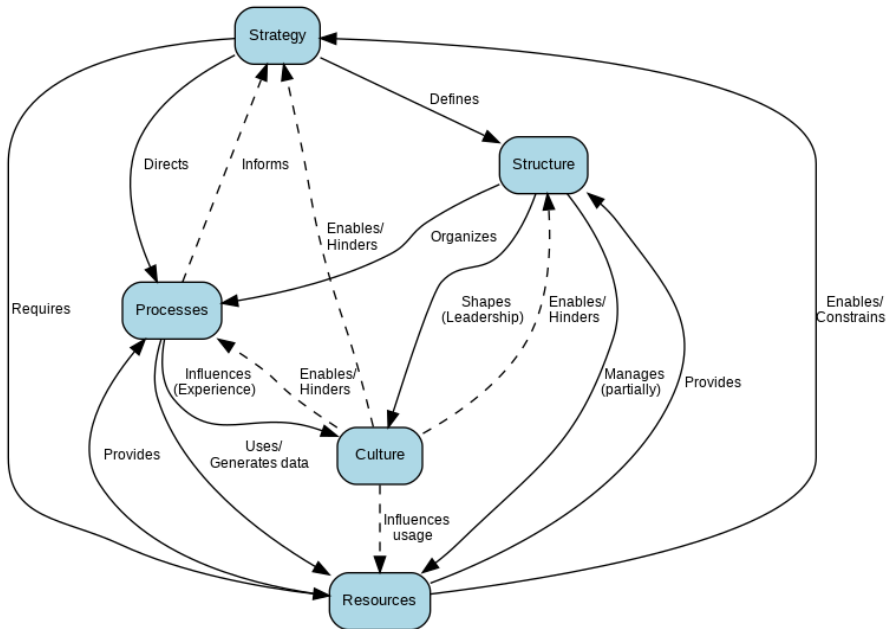 Strategy
Defines
Structure
Directs
Informs
Enables/
Hinders
Organizes
Processes
Requires
Shapes
(Leadership)
Enables/
Hinders
Enables/
Constrains
Influences
(Experience)
Enables/
Hinders
Manages
(partially)
Provides
Provides
Uses/
Generates data
Culture
Influences
usage
Resources